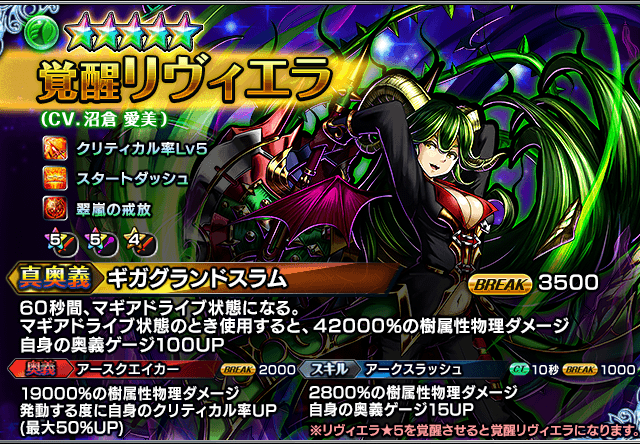 覚醒リヴィエラ
(CV.沼倉 愛美)
クリティカル率Lv5
スタートダッシュ
翠嵐の戒放
5 5 4
真奥義 ギガグランドスラム BREAK 3500
60秒間、マギアドライブ状態になる。
マギアドライブ状態のとき使用すると、42000%の樹属性物理ダメージ
自身の奥義ゲージ100UP
奥義 アースクエイカー BREAK 2000
19000%の樹属性物理ダメージ
発動する度に自身のクリティカル率UP
(最大50%UP)
スキル アークスラッシュ CT 10秒 BREAK 1000
2800%の樹属性物理ダメージ
自身の奥義ゲージ15UP
※リヴィエラ★5を覚醒させると覚醒リヴィエラになります。